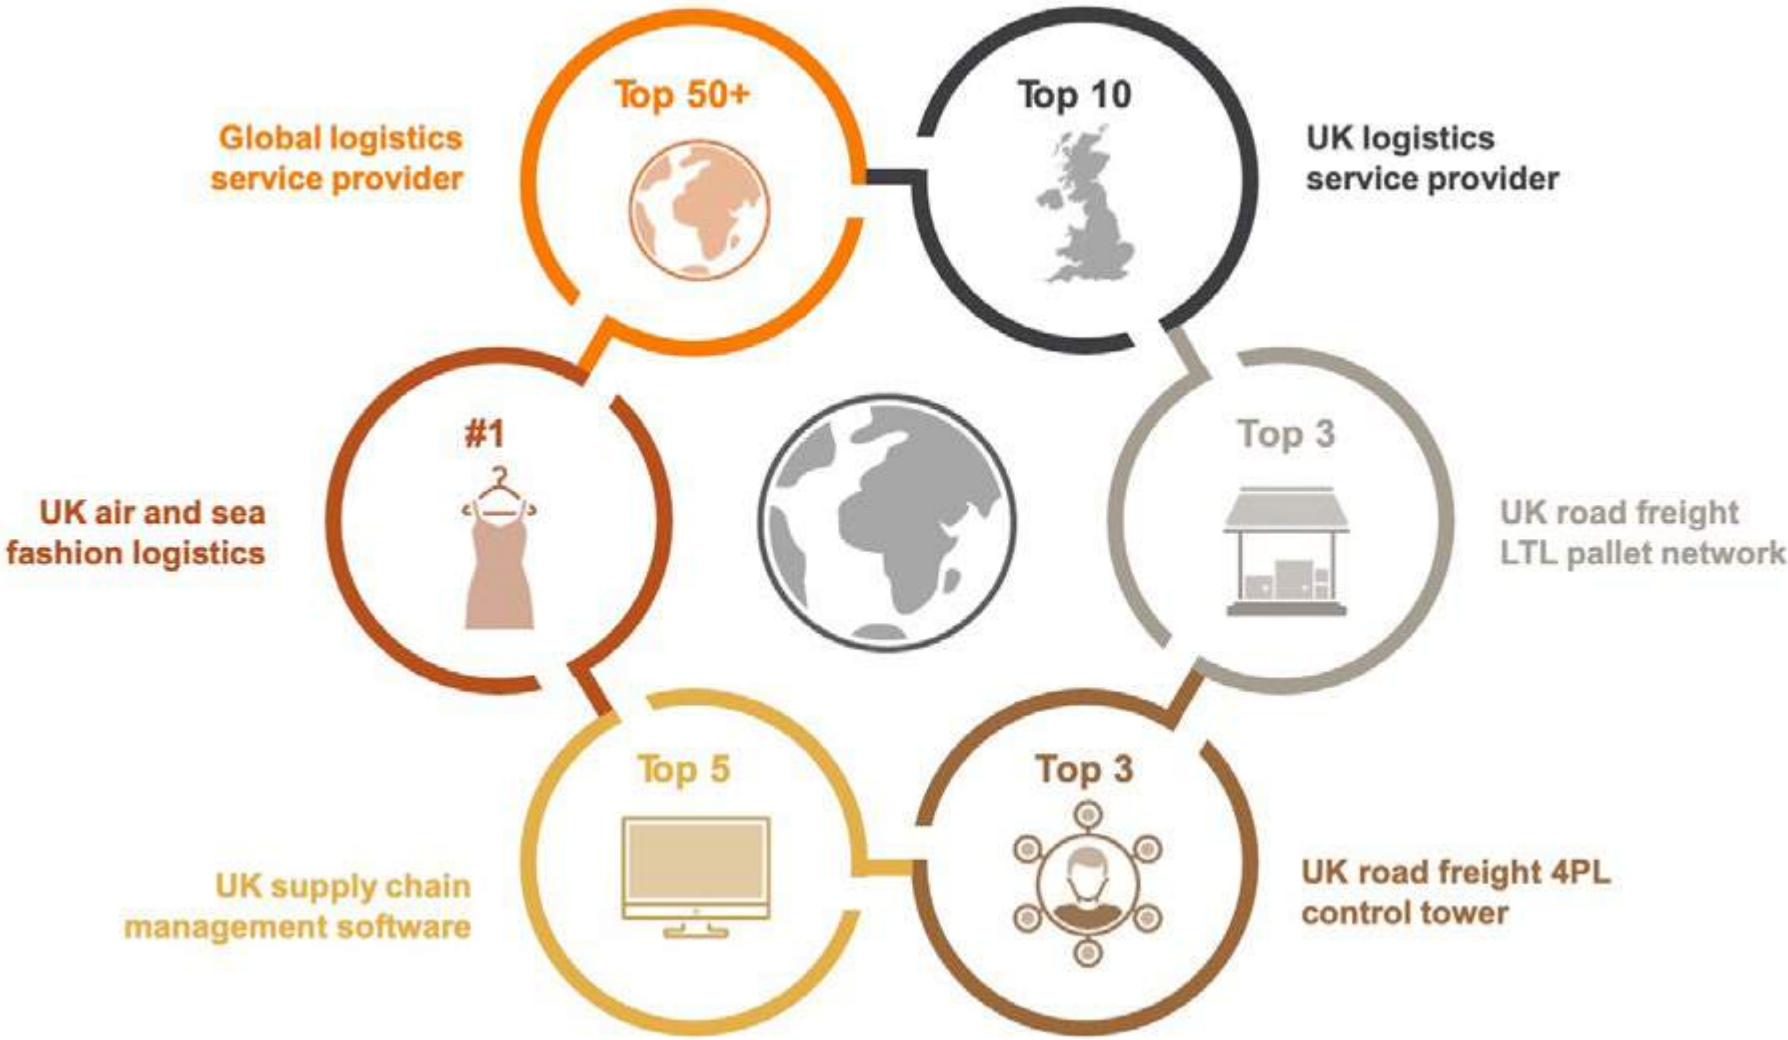 Top 50+
Global logistics
service provider
Top 10
UK logistics
service provider
#1
UK air and sea
fashion logistics
Top 3
UK road freight
LTL pallet network
Top 5
UK supply chain
management software
Top 3
UK road freight 4PL
control tower